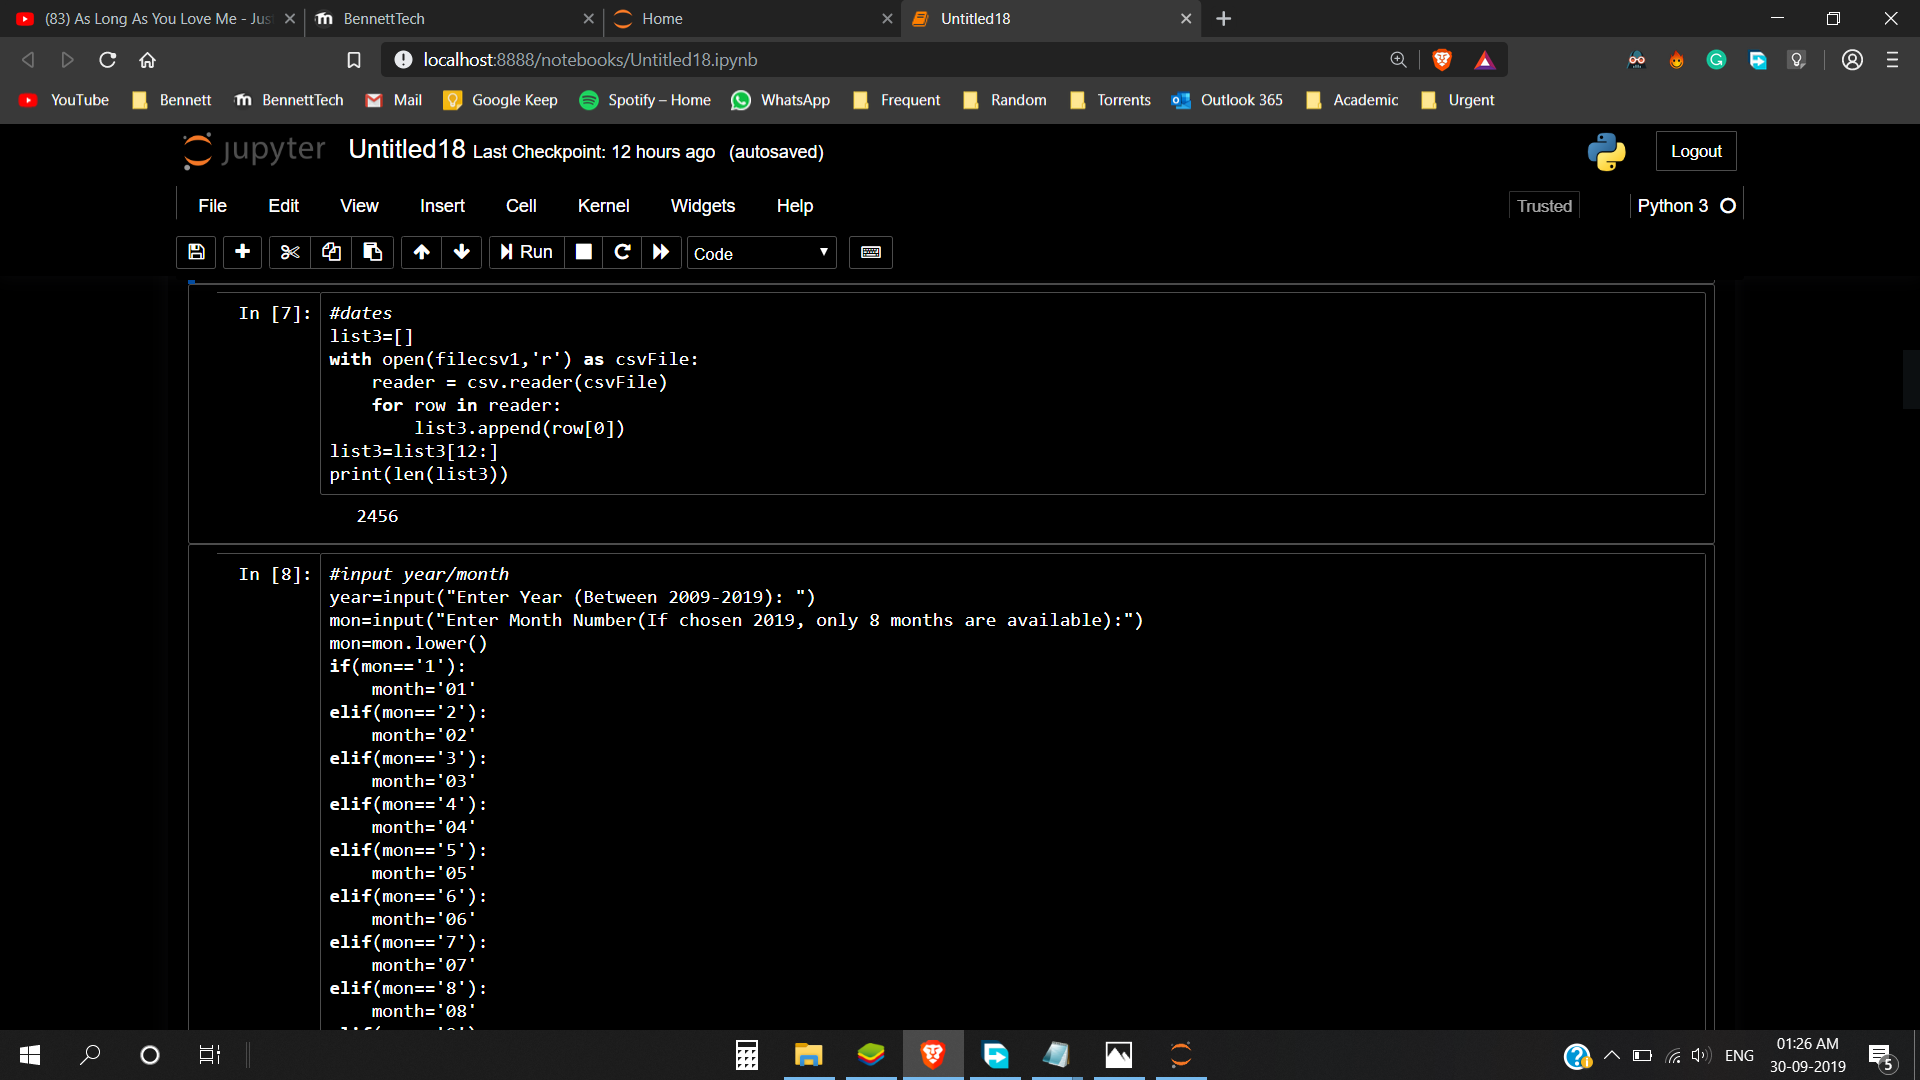 (83) As Long As You Love Me - Jus
BennettTech
Home
Untitled18
localhost:8888/notebooks/Untitled18.ipynb
YouTube
Bennett
BennettTech
Mail
Google Keep
Spotify – Home
WhatsApp
Frequent
Random
Torrents
Outlook 365
Academic
Urgent
jupyter Untitled18 Last Checkpoint: 12 hours ago (autosaved)
Logout
File Edit View Insert Cell Kernel Widgets Help
Trusted
Python 3
Run
Code
In [7]:
#dates
list3=[]
with open(filecsv1,'r') as csvFile:
    reader = csv.reader(csvFile)
    for row in reader:
        list3.append(row[0])
list3=list3[12:]
print(len(list3))
2456
In [8]:
#input year/month
year=input("Enter Year (Between 2009-2019): ")
mon=input("Enter Month Number(If chosen 2019, only 8 months are available):")
mon=mon.lower()
if(mon=='1'):
    month='01'
elif(mon=='2'):
    month='02'
elif(mon=='3'):
    month='03'
elif(mon=='4'):
    month='04'
elif(mon=='5'):
    month='05'
elif(mon=='6'):
    month='06'
elif(mon=='7'):
    month='07'
elif(mon=='8'):
    month='08'
ENG
01:26 AM
30-09-2019
5